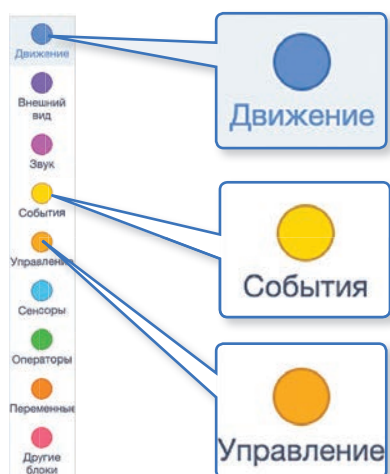 Движение
Внешний
вид
Звук
События
Управление
Сенсоры
Операторы
Переменные
Другие
блоки
Движение
События
Управление